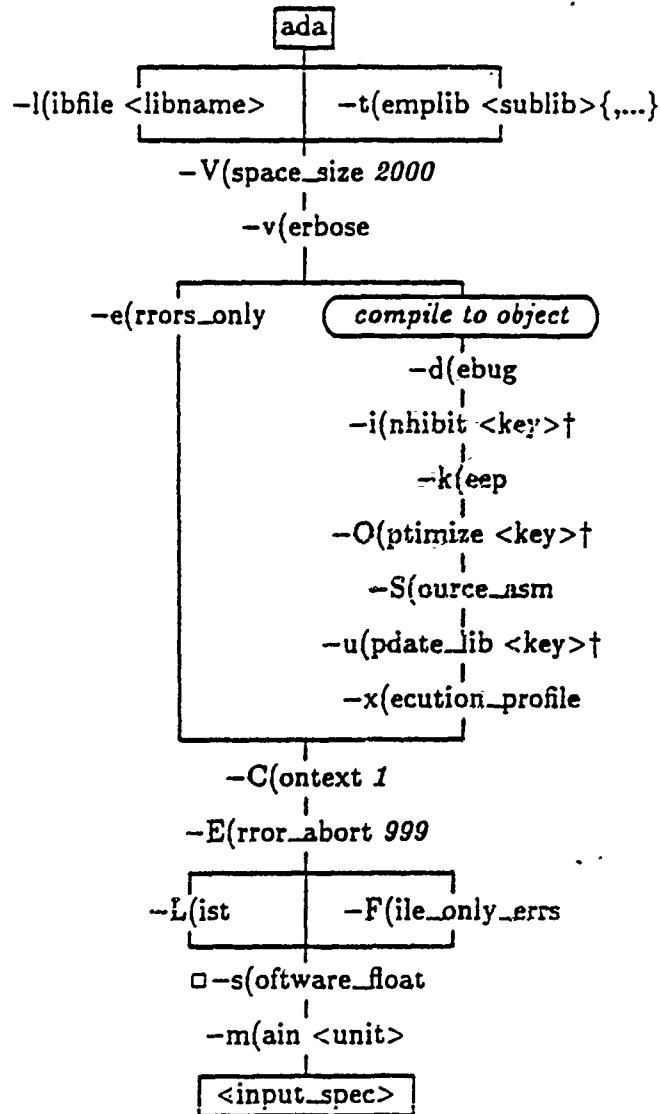 ada
−l(ibfile <libname> −t(emplib <sublib>{,...}
−V(space_size 2000
−v(erbose
−e(rrors_only compile to object
−d(ebug
−i(nhibit <key>†
−k(eep
−O(ptimize <key>†
−S(ource_asm
−u(pdate_lib <key>†
−x(ecution_profile
−C(ontext 1
−E(rror_abort 999
−L(ist −F(ile_only_errs
□−s(oftware_float
−m(ain <unit>
<input_spec>